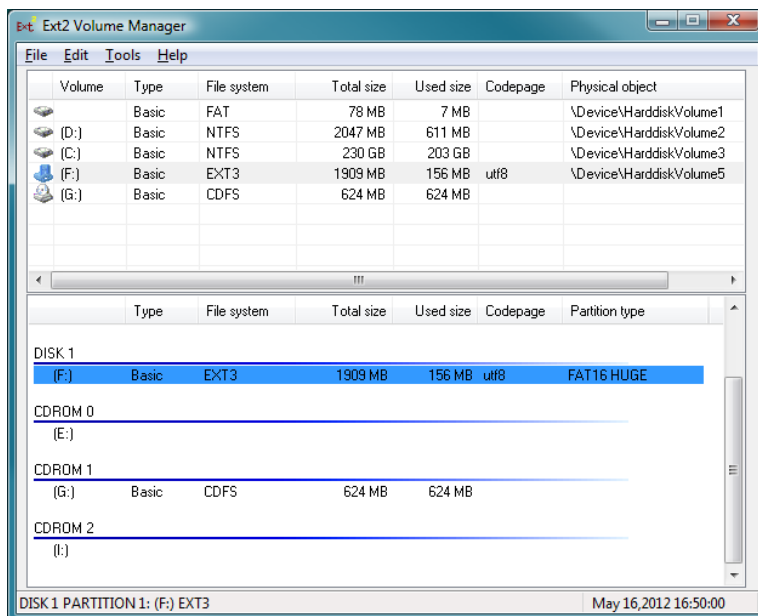 Ext2 Ext2 Volume Manager
File Edit Tools Help
Volume Type File system Total size Used size Codepage Physical object
Basic FAT 78 MB 7 MB \Device\HarddiskVolume1
(D:) Basic NTFS 2047 MB 611 MB \Device\HarddiskVolume2
(C:) Basic NTFS 230 GB 203 GB \Device\HarddiskVolume3
(F:) Basic EXT3 1909 MB 156 MB utf8 \Device\HarddiskVolume5
(G:) Basic CDFS 624 MB 624 MB
Type File system Total size Used size Codepage Partition type
DISK 1
(F:) Basic EXT3 1909 MB 156 MB utf8 FAT16 HUGE
CDROM 0
(E:)
CDROM 1
(G:) Basic CDFS 624 MB 624 MB
CDROM 2
(I:)
DISK 1 PARTITION 1: (F:) EXT3 May 16,2012 16:50:00